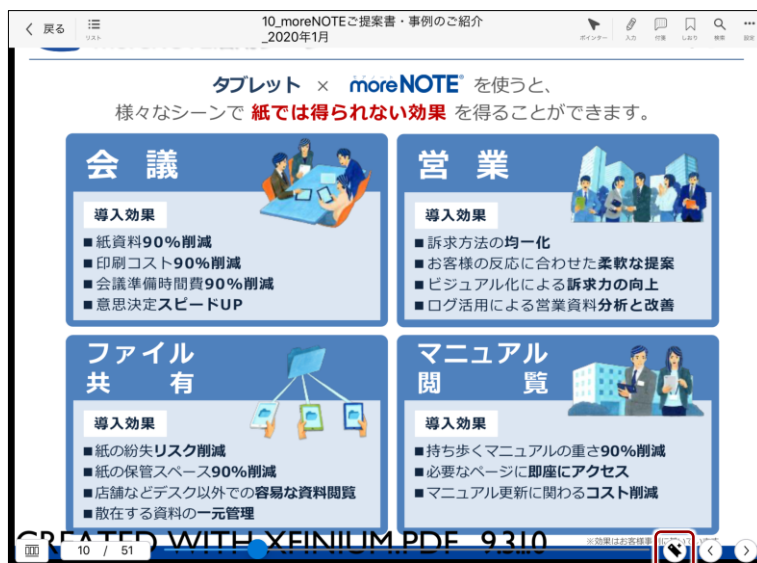 戻る
リスト
10_moreNOTEご提案書・事例のご紹介
_2020年1月
ポインター
入力
付箋
しおり
検索
設定
タブレット × moreNOTE を使うと、
様々なシーンで 紙では得られない効果 を得ることができます。
会 議
導入効果
■紙資料90%削減
■印刷コスト90%削減
■会議準備時間費90%削減
■意思決定スピードUP
営 業
導入効果
■訴求方法の均一化
■お客様の反応に合わせた柔軟な提案
■ビジュアル化による訴求力の向上
■ログ活用による営業資料分析と改善
ファイル
共 有
導入効果
■紙の紛失リスク削減
■紙の保管スペース90%削減
■店舗などデスク以外での容易な資料閲覧
■散在する資料の一元管理
マニュアル
閲 覧
導入効果
■持ち歩くマニュアルの重さ90%削減
■必要なページに即座にアクセス
■マニュアル更新に関わるコスト削減
※効果はお客様事例
CREATED WITH XFINIUM.PDF 9.3.1.0
10 / 51